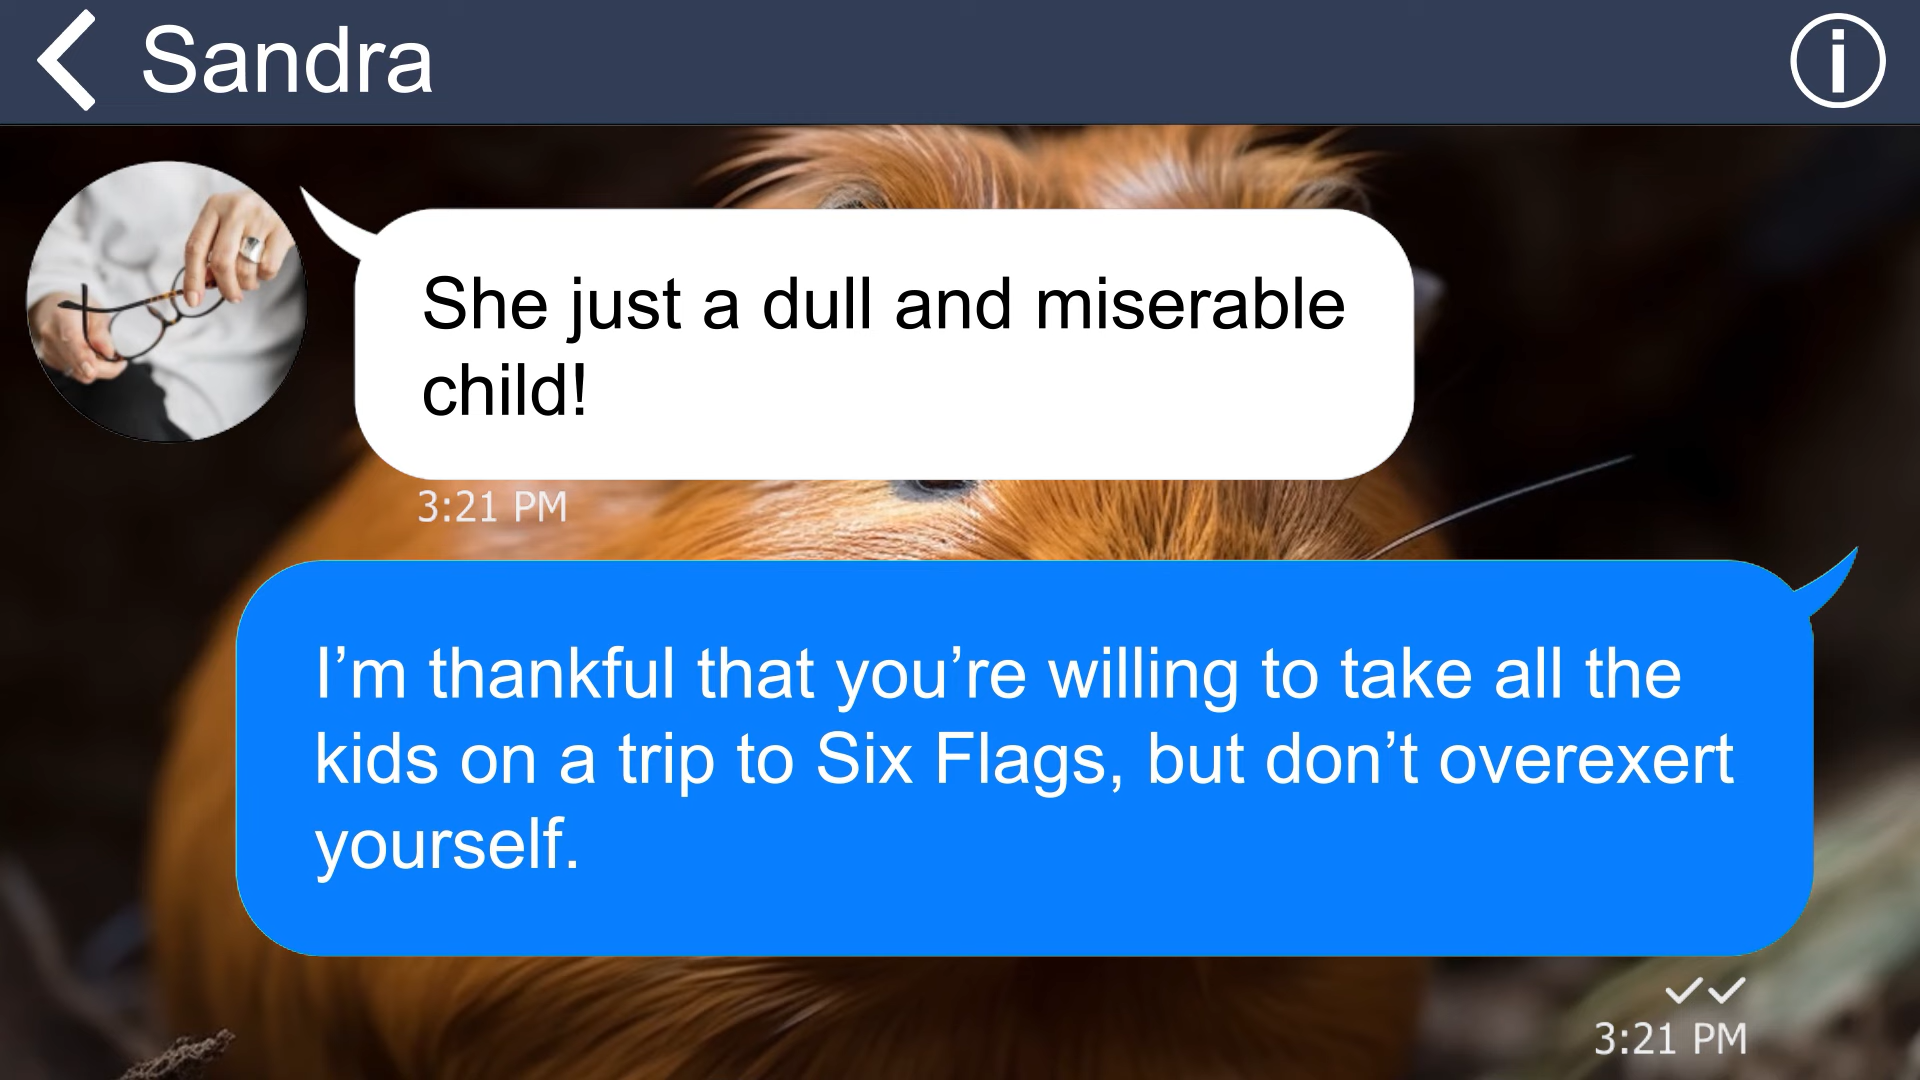 Sandra
She just a dull and miserable
child!
3:21 PM
I’m thankful that you’re willing to take all the
kids on a trip to Six Flags, but don’t overexert
yourself.
3:21 PM